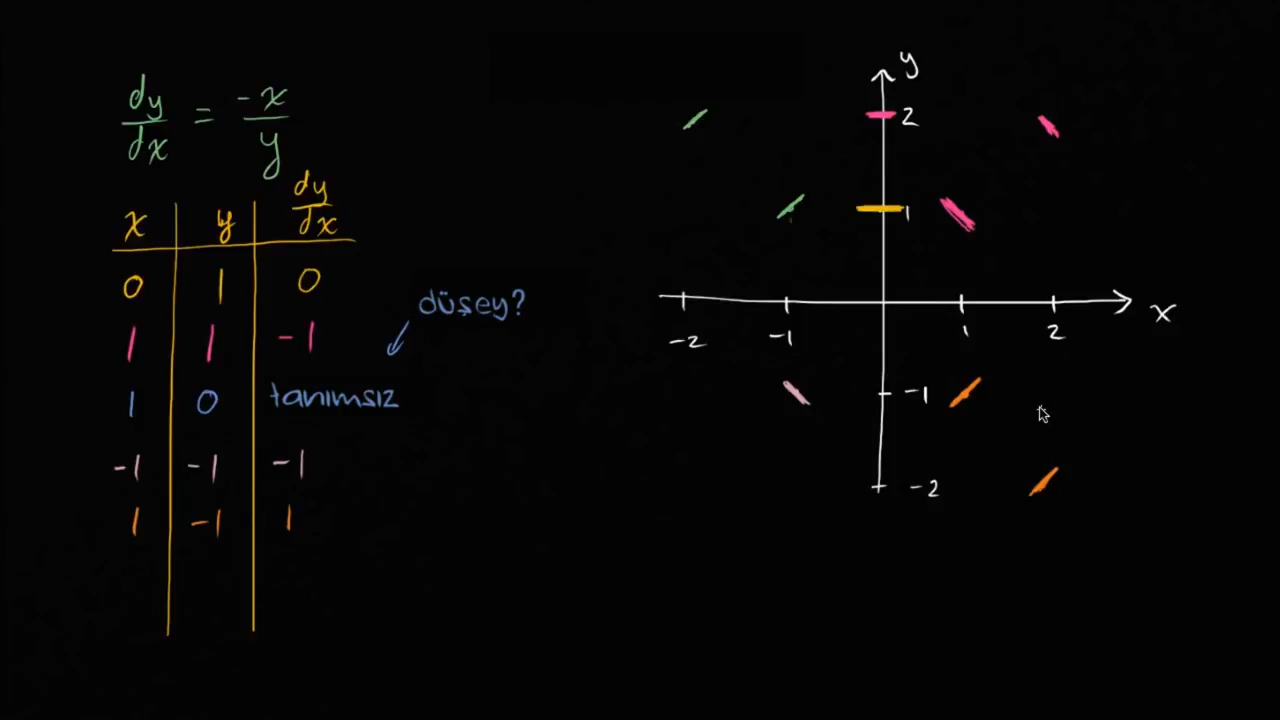 dy/dx = -x/y
x y dy/dx
0 1 0
1 1 -1
1 0 tanımsız
düşey?
-1 -1 -1
1 -1 1
y
2
1
-2 -1 1 2 x
-1
-2